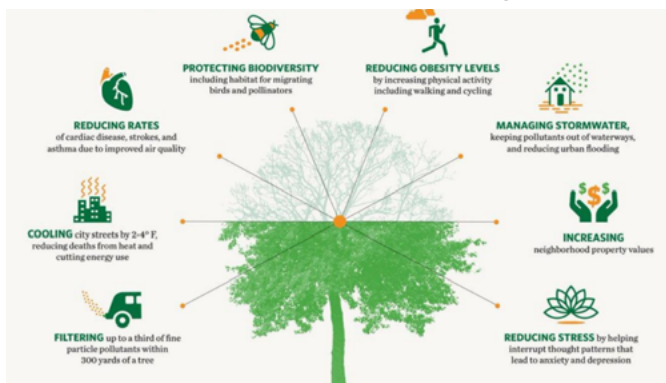 PROTECTING BIODIVERSITY
including habitat for migrating
birds and pollinators
REDUCING OBESITY LEVELS
by increasing physical activity
including walking and cycling
REDUCING RATES
of cardiac disease, strokes, and
asthma due to improved air quality
MANAGING STORMWATER,
keeping pollutants out of waterways,
and reducing urban flooding
COOLING city streets by 2-4° F,
reducing deaths from heat and
cutting energy use
$$$
INCREASING
neighborhood property values
FILTERING up to a third of fine
particle pollutants within
300 yards of a tree
REDUCING STRESS by helping
interrupt thought patterns that
lead to anxiety and depression